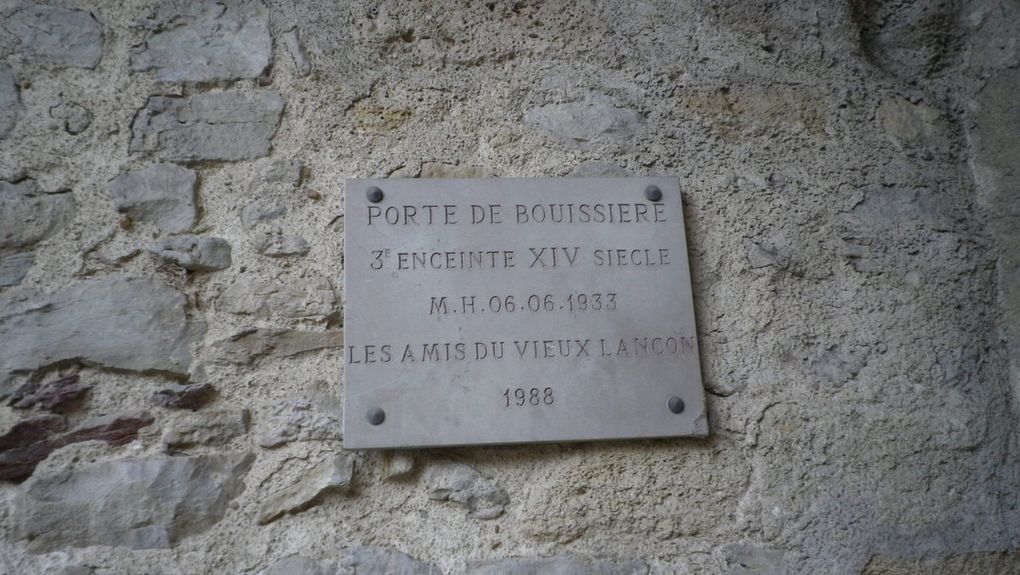 PORTE DE BOUISSIERE
3E ENCEINTE XIV SIECLE
M.H.06.06.1933
LES AMIS DU VIEUX LANCON
1988